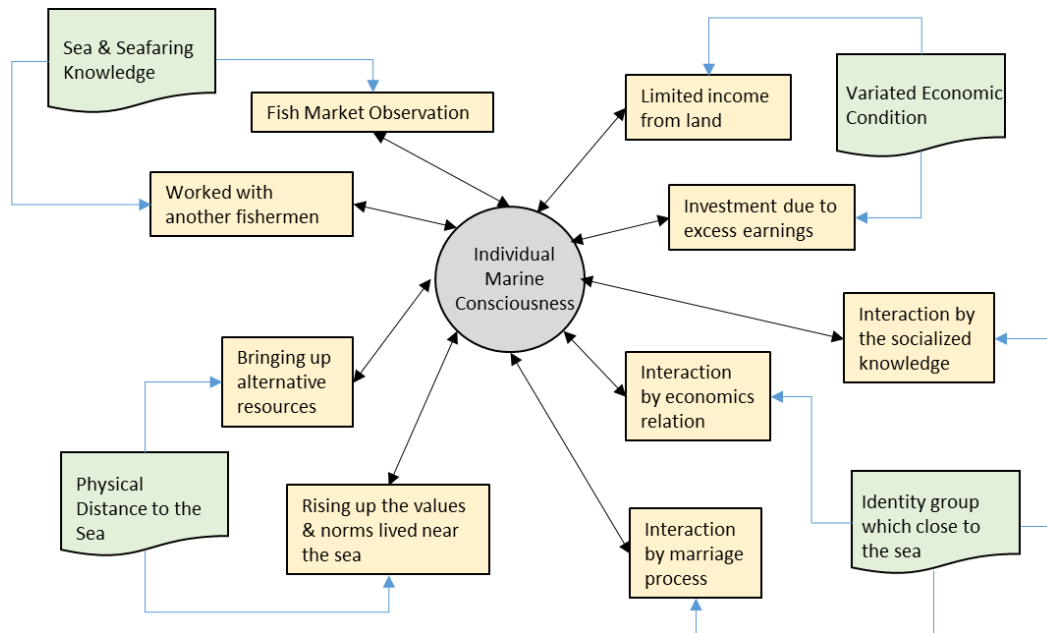 Sea & Seafaring
Knowledge
Fish Market Observation
Limited income
from land
Variated Economic
Condition
Worked with
another fishermen
Investment due to
excess earnings
Individual
Marine
Consciousness
Interaction by
the socialized
knowledge
Bringing up
alternative
resources
Interaction
by economics
relation
Physical
Distance to the
Sea
Rising up the values
& norms lived near
the sea
Interaction
by marriage
process
Identity group
which close to
the sea